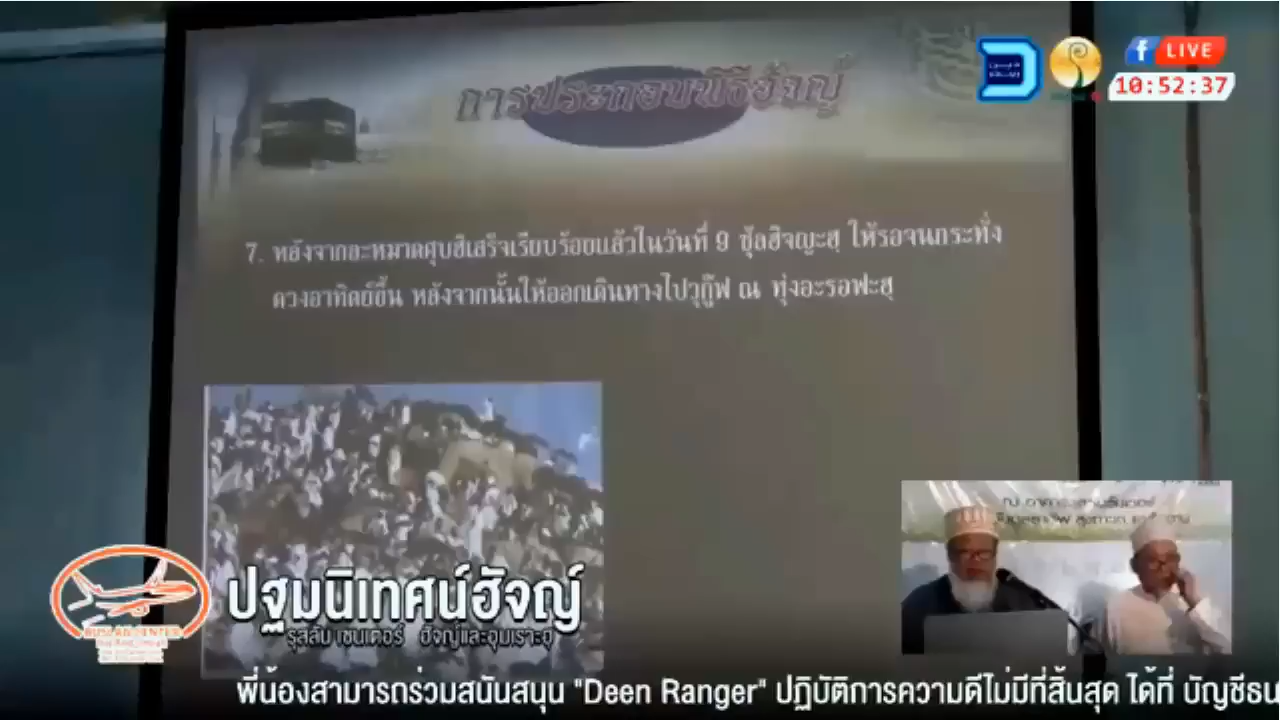 การประกอบพิธีฮัจญ์
LIVE
10:52:37
7. หลังจากละหมาดศุบฮิเสร็จเรียบร้อยแล้วในวันที่ 9 ซุ้ลฮิจญะฮฺ ให้รอจนกระทั่ง
ดวงอาทิตย์ขึ้น หลังจากนั้นให้ออกเดินทางไปวุกู๊ฟ ณ ทุ่งอะรอฟะฮฺ
ปฐมนิเทศน์ฮัจญ์
รุสลัน เซนเตอร์ ฮัจญ์และอุมเราะฮฺ
RUSLAN CENTER
พี่น้องสามารถร่วมสนับสนุน "Deen Ranger" ปฏิบัติการความดีไม่มีที่สิ้นสุด ได้ที่ บัญชีธน